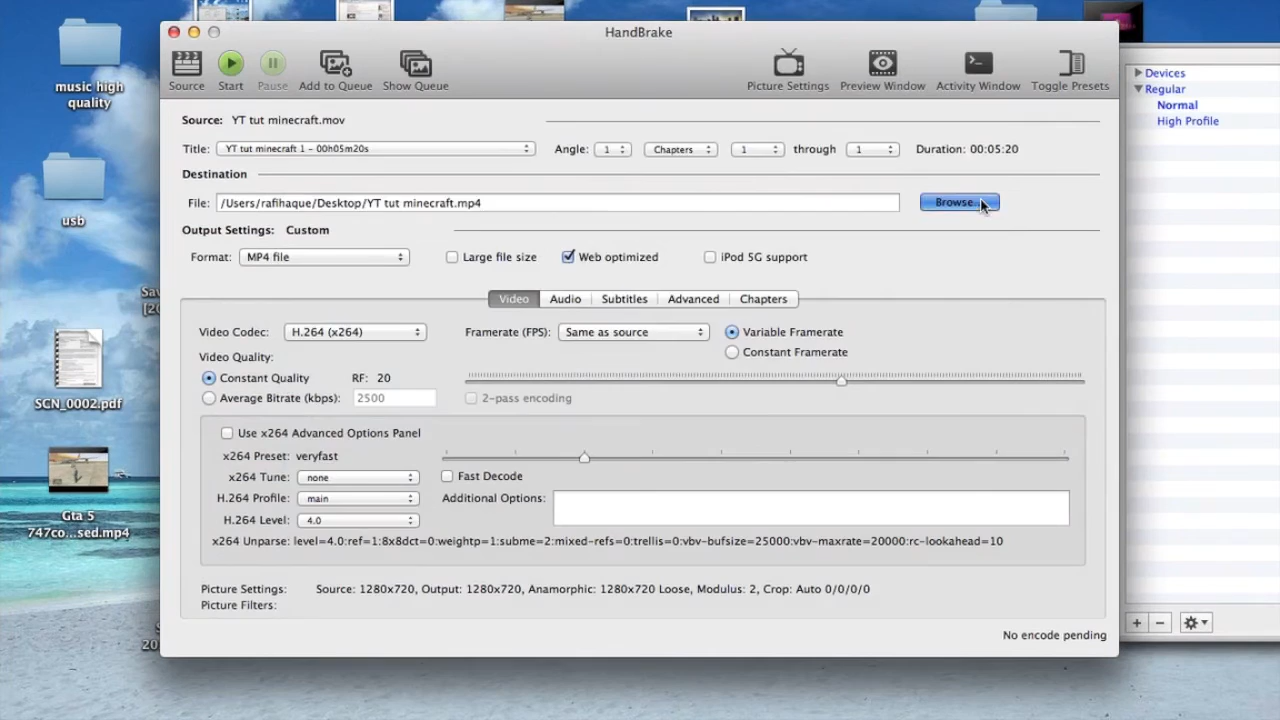 HandBrake
Source Start Pause Add to Queue Show Queue Picture Settings Preview Window Activity Window Toggle Presets
Source: YT tut minecraft.mov
Title: YT tut minecraft 1 - 00h05m20s Angle: 1 Chapters 1 through 1 Duration: 00:05:20
Destination
File: /Users/rafihaque/Desktop/YT tut minecraft.mp4 Browse...
Output Settings: Custom
Format: MP4 file Large file size Web optimized iPod 5G support
Video Audio Subtitles Advanced Chapters
Video Codec: H.264 (x264) Framerate (FPS): Same as source Variable Framerate
Constant Framerate
Video Quality:
Constant Quality RF: 20
Average Bitrate (kbps): 2500 2-pass encoding
Use x264 Advanced Options Panel
x264 Preset: veryfast
x264 Tune: none Fast Decode
H.264 Profile: main Additional Options:
H.264 Level: 4.0
x264 Unparse: level=4.0:ref=1:8x8dct=0:weightp=1:subme=2:mixed-refs=0:trellis=0:vbv-bufsize=25000:vbv-maxrate=20000:rc-lookahead=10
Picture Settings: Source: 1280x720, Output: 1280x720, Anamorphic: 1280x720 Loose, Modulus: 2, Crop: Auto 0/0/0/0
Picture Filters:
No encode pending
Devices
Regular
Normal
High Profile
music high
quality
usb
SCN_0002.pdf
Gta 5
747co...sed.mp4